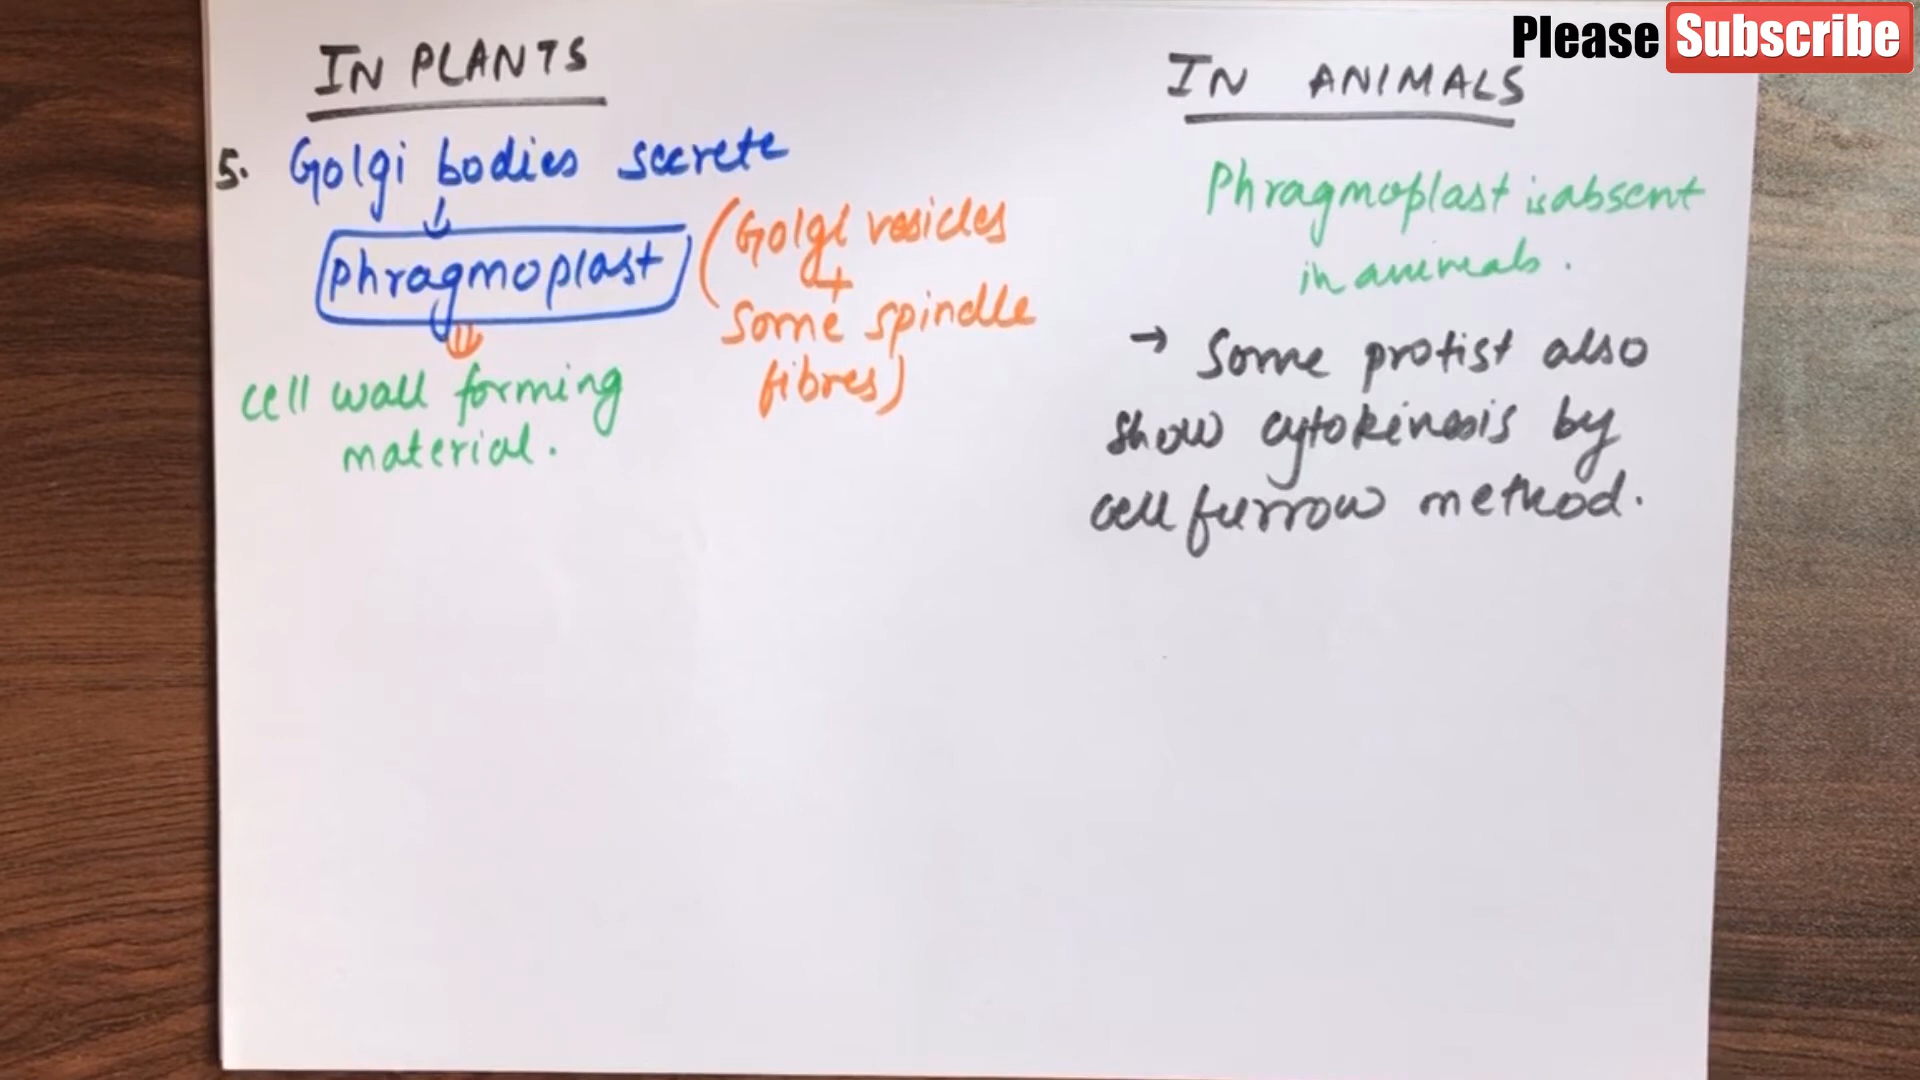 Please Subscribe
IN PLANTS
5. Golgi bodies secrete
phragmoplast
(Golgi vesicles
+
some spindle
fibres)
cell wall forming
material.
IN ANIMALS
Phragmoplast is absent
in animals.
→ Some protist also
show cytokinesis by
cell furrow method.